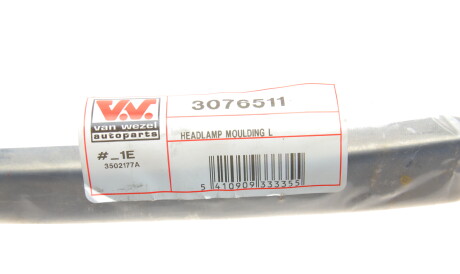 V.V.
van wezel
autoparts
3076511
HEADLAMP MOULDING L
#_1E
3502177A
5 410909 333355